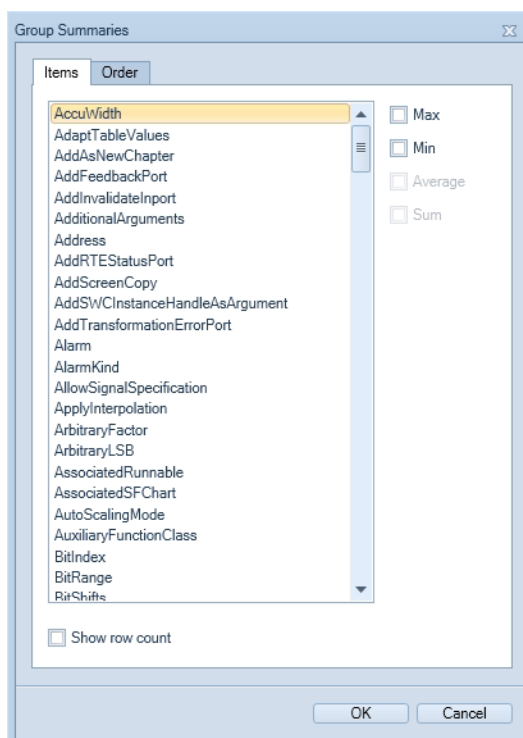 Group Summaries
Items Order
AccuWidth
AdaptTableValues
AddAsNewChapter
AddFeedbackPort
AddInvalidateInport
AdditionalArguments
Address
AddRTEStatusPort
AddScreenCopy
AddSWCInstanceHandleAsArgument
AddTransformationErrorPort
Alarm
AlarmKind
AllowSignalSpecification
ApplyInterpolation
ArbitraryFactor
ArbitraryLSB
AssociatedRunnable
AssociatedSFChart
AutoScalingMode
AuxiliaryFunctionClass
BitIndex
BitRange
BitShifts
Max
Min
Average
Sum
Show row count
OK Cancel